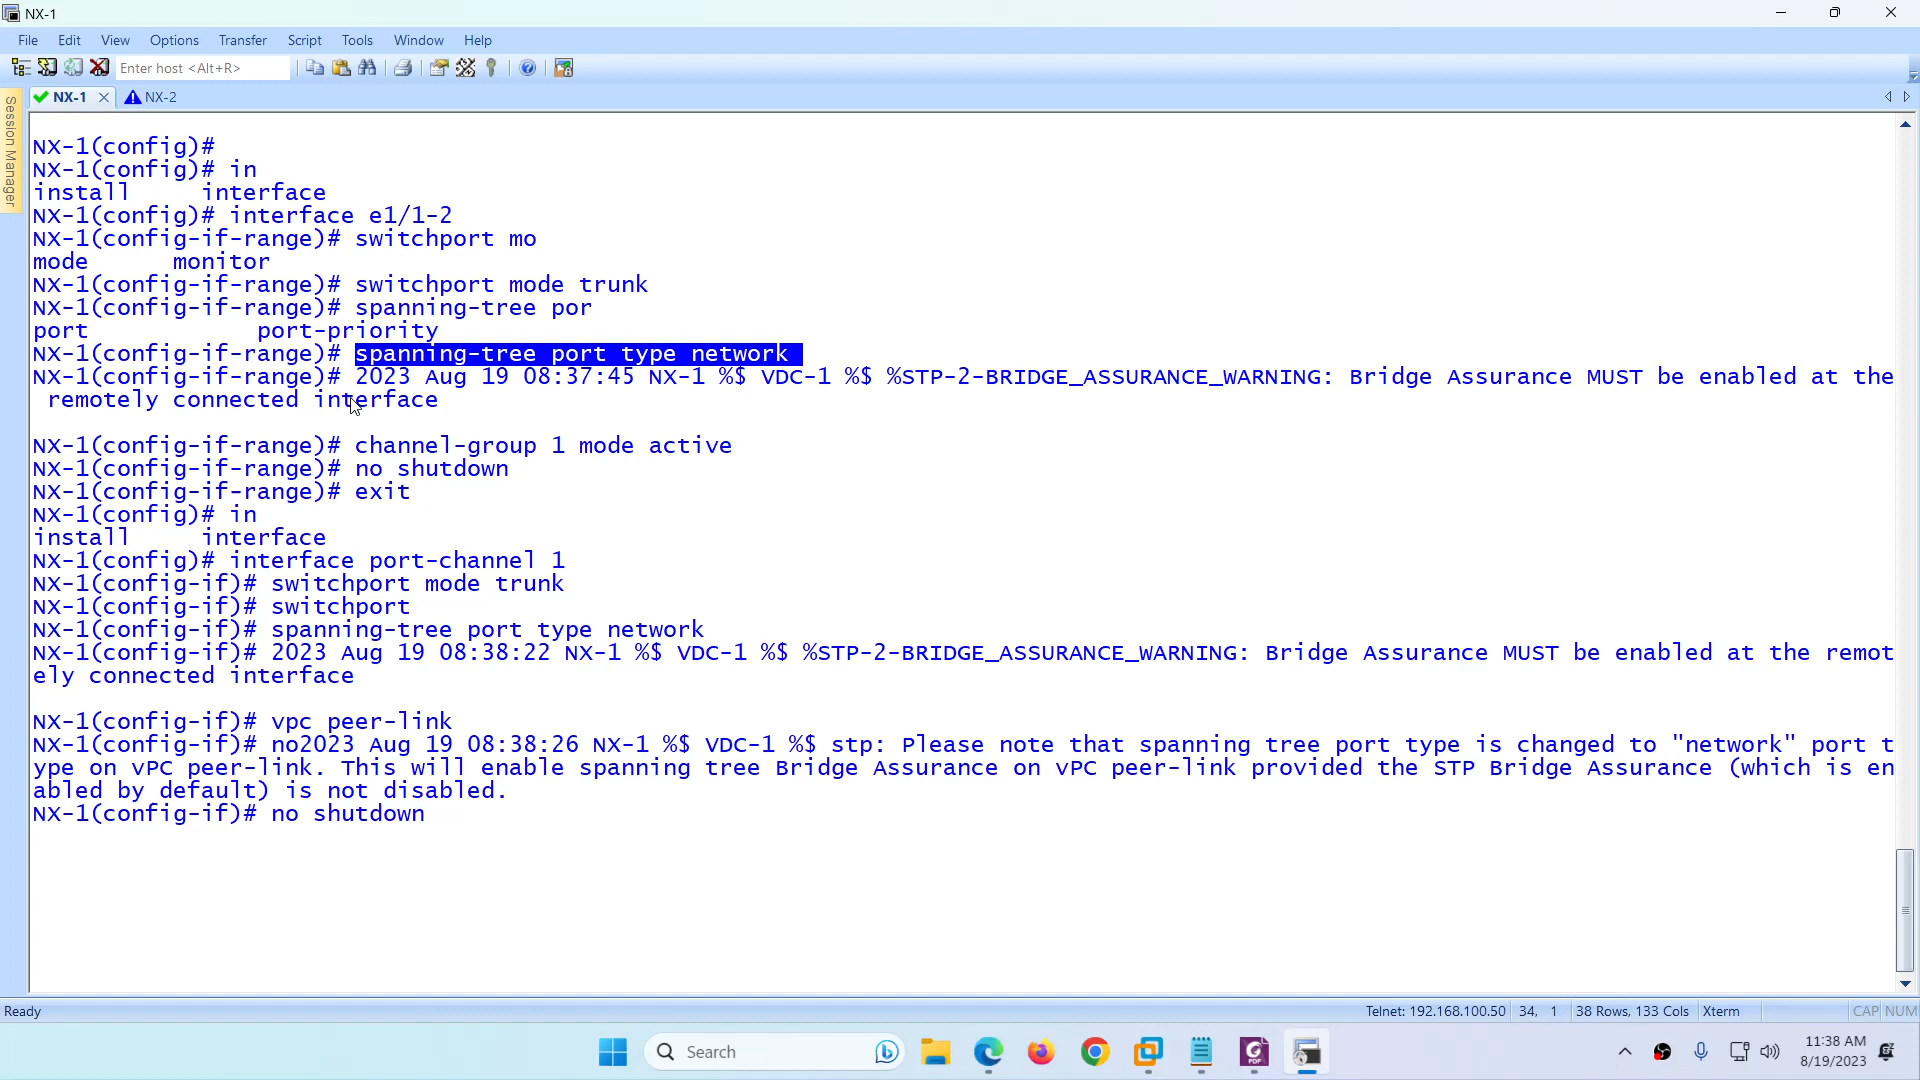 NX-1
File Edit View Options Transfer Script Tools Window Help
Enter host <Alt+R>
NX-1 NX-2
Session Manager
NX-1(config)#
NX-1(config)# in
install interface
NX-1(config)# interface e1/1-2
NX-1(config-if-range)# switchport mo
mode monitor
NX-1(config-if-range)# switchport mode trunk
NX-1(config-if-range)# spanning-tree por
port port-priority
NX-1(config-if-range)# spanning-tree port type network
NX-1(config-if-range)# 2023 Aug 19 08:37:45 NX-1 %$ VDC-1 %$ %STP-2-BRIDGE_ASSURANCE_WARNING: Bridge Assurance MUST be enabled at the
remotely connected interface
NX-1(config-if-range)# channel-group 1 mode active
NX-1(config-if-range)# no shutdown
NX-1(config-if-range)# exit
NX-1(config)# in
install interface
NX-1(config)# interface port-channel 1
NX-1(config-if)# switchport mode trunk
NX-1(config-if)# switchport
NX-1(config-if)# spanning-tree port type network
NX-1(config-if)# 2023 Aug 19 08:38:22 NX-1 %$ VDC-1 %$ %STP-2-BRIDGE_ASSURANCE_WARNING: Bridge Assurance MUST be enabled at the remot
ely connected interface
NX-1(config-if)# vpc peer-link
NX-1(config-if)# no2023 Aug 19 08:38:26 NX-1 %$ VDC-1 %$ stp: Please note that spanning tree port type is changed to "network" port t
ype on vPC peer-link. This will enable spanning tree Bridge Assurance on vPC peer-link provided the STP Bridge Assurance (which is en
abled by default) is not disabled.
NX-1(config-if)# no shutdown
Ready Telnet: 192.168.100.50 34, 1 38 Rows, 133 Cols Xterm CAP NUM
Search
PDF
11:38 AM
8/19/2023